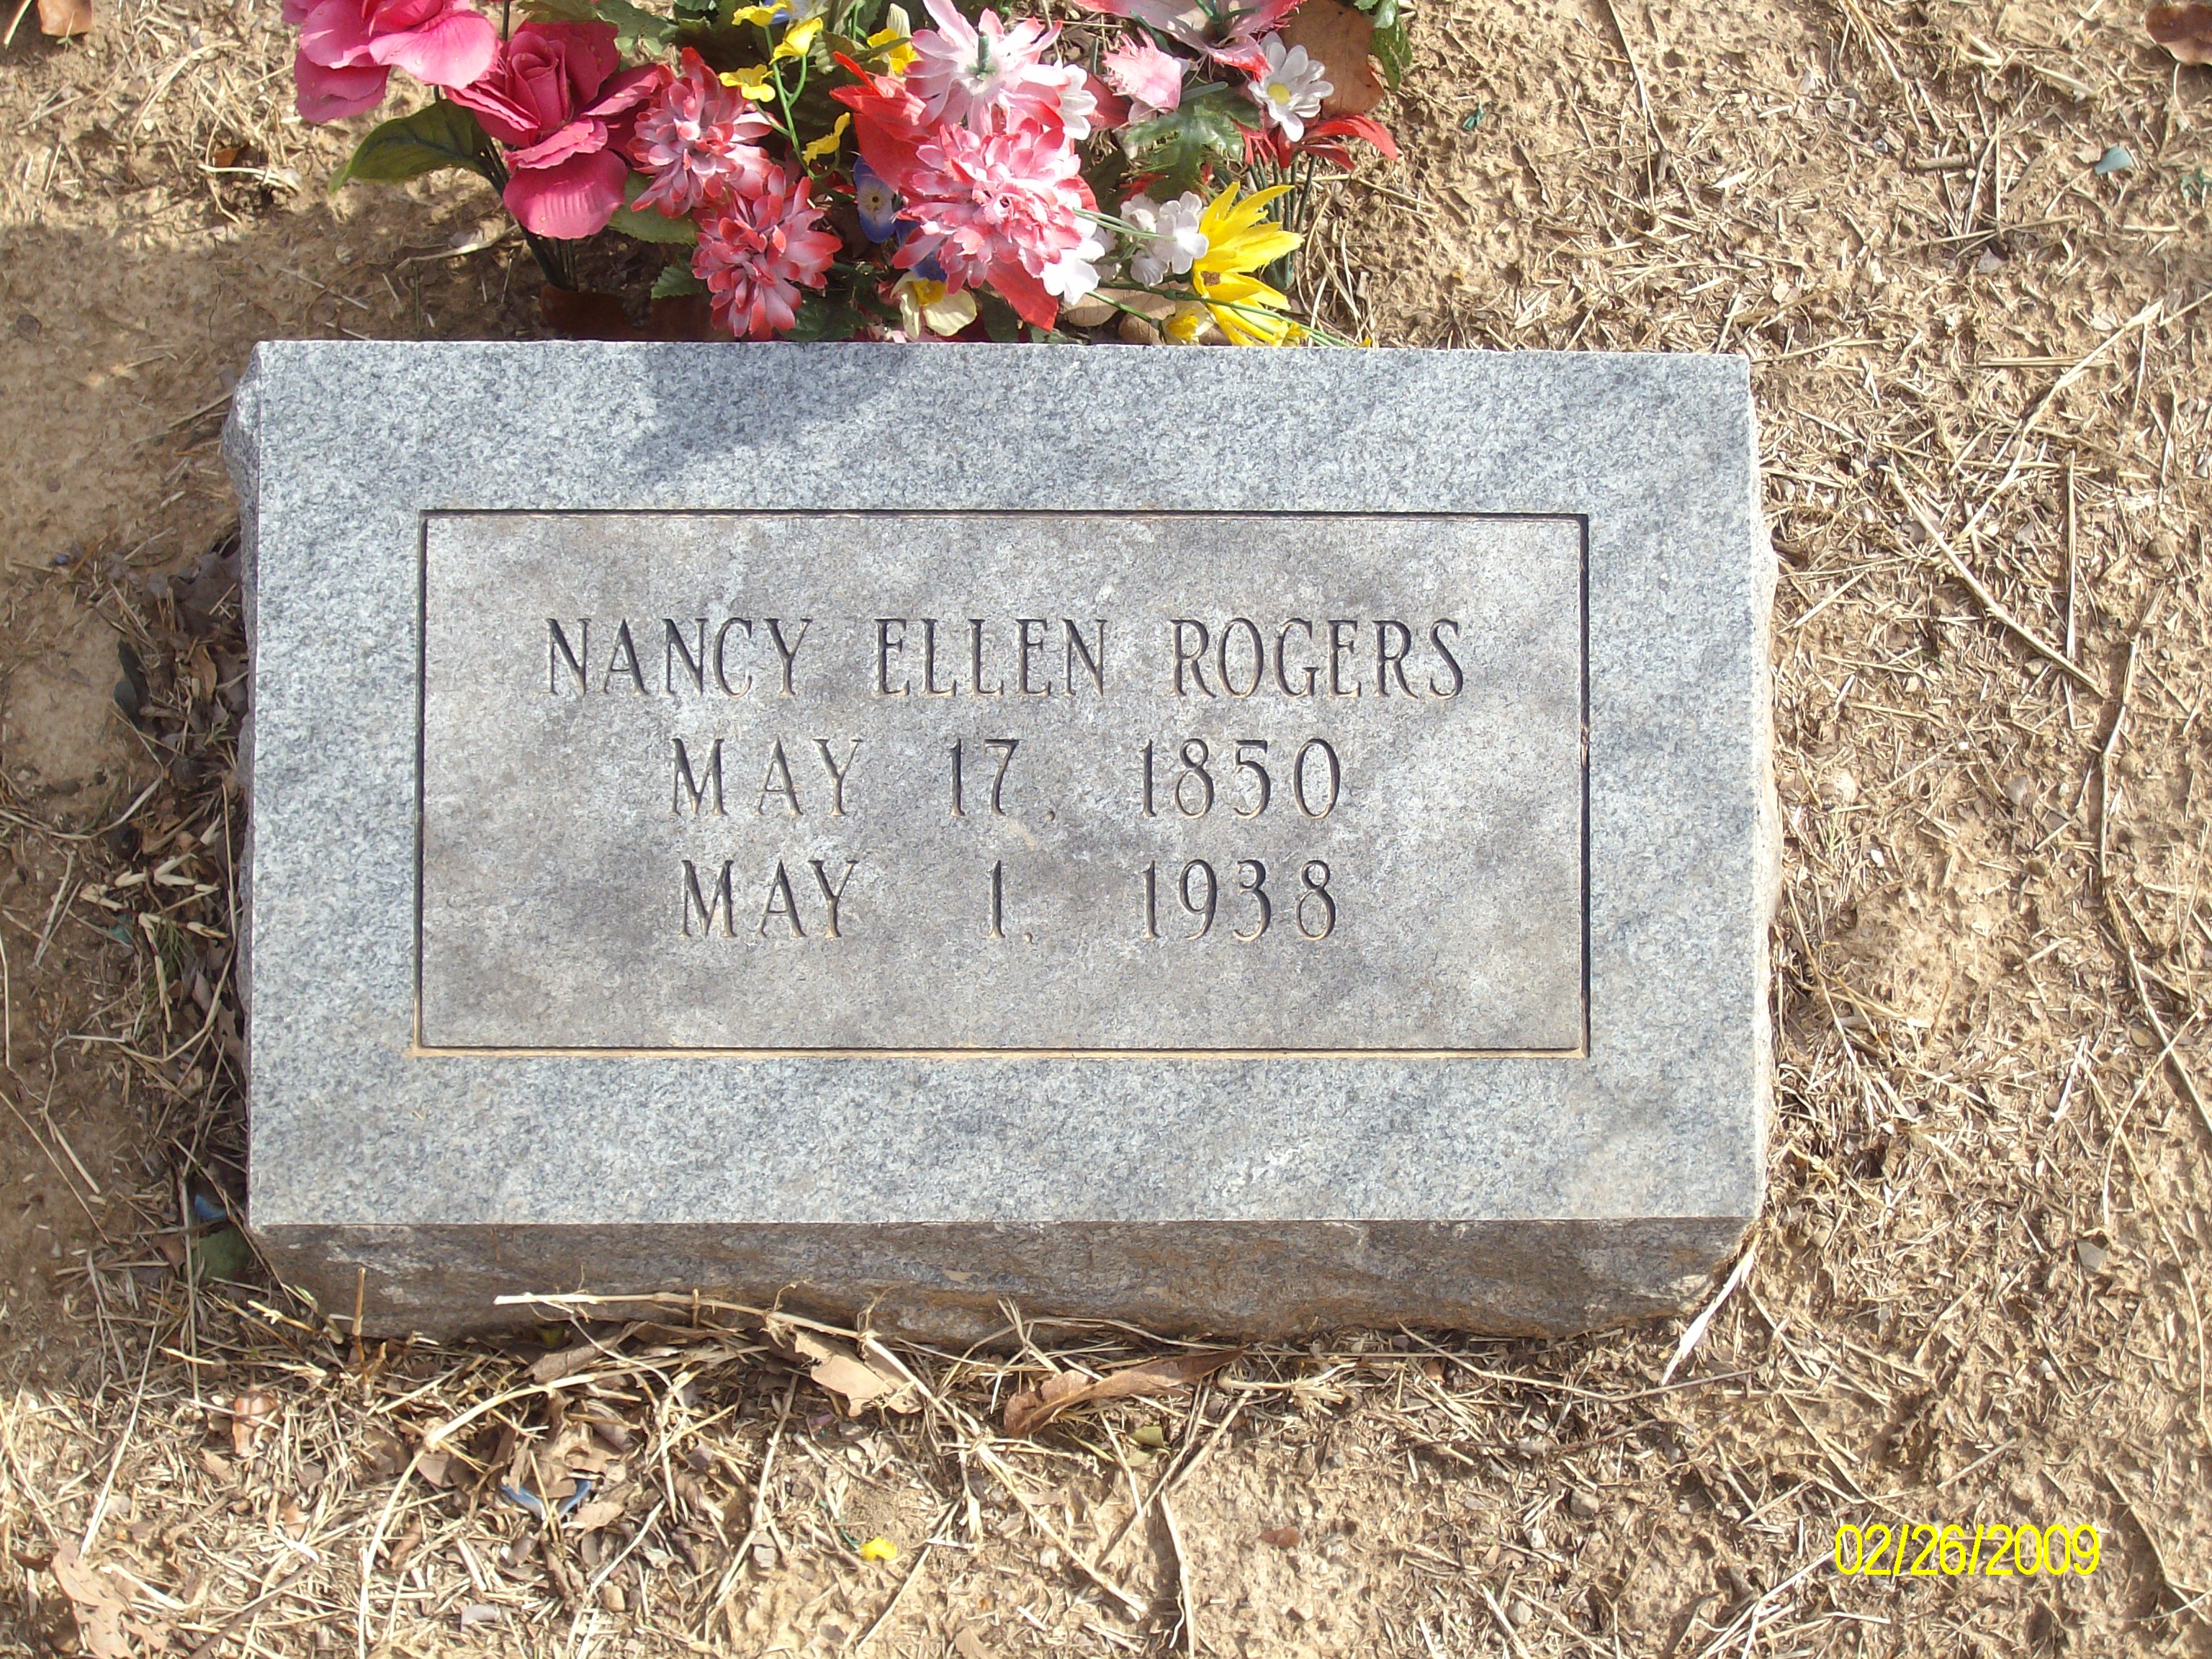 NANCY ELLEN ROGERS
MAY 17, 1850
MAY 1, 1938
02/26/2009